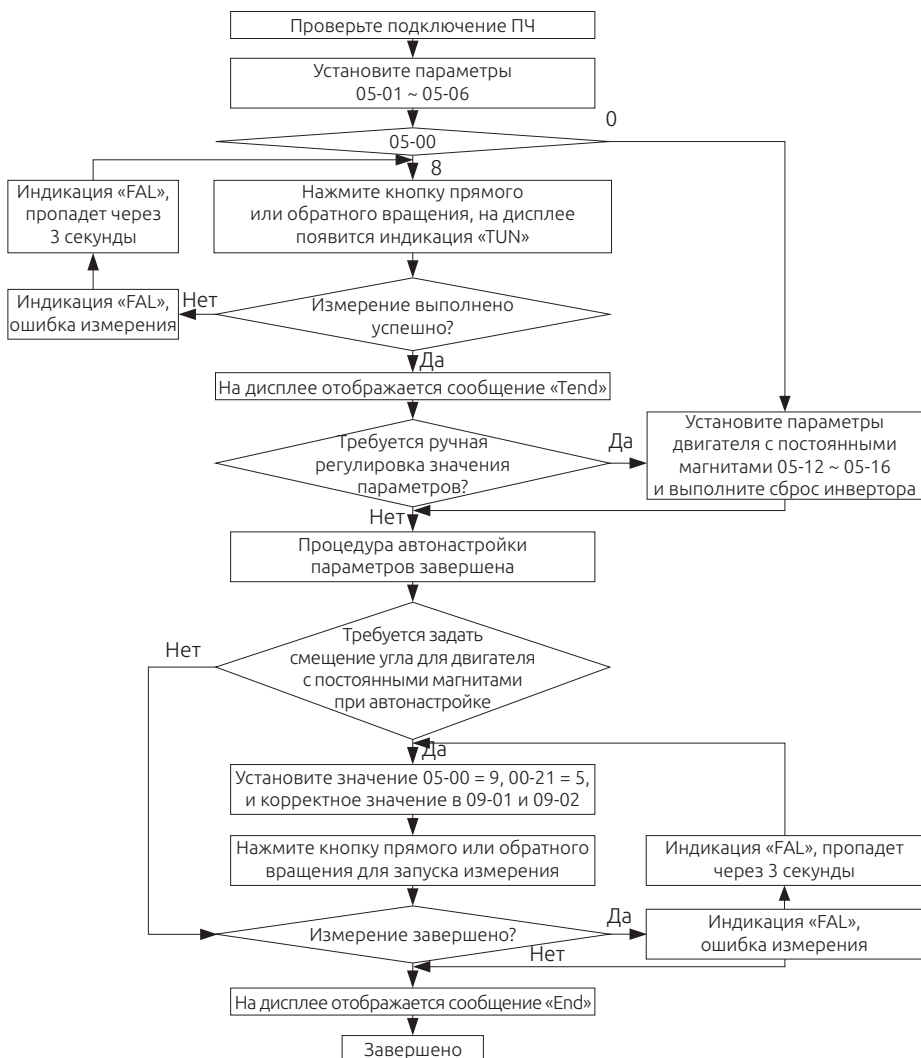 Проверьте подключение ПЧ
Установите параметры
05-01 ~ 05-06
0
05-00
8
Индикация «FAL»,
пропадет через
3 секунды
Нажмите кнопку прямого
или обратного вращения, на дисплее
появится индикация «TUN»
Индикация «FAL»,
ошибка измерения
Нет
Измерение выполнено
успешно?
Да
На дисплее отображается сообщение «Tend»
Требуется ручная
регулировка значения
параметров?
Да
Установите параметры
двигателя с постоянными
магнитами 05-12 ~ 05-16
и выполните сброс инвертора
Нет
Процедура автонастройки
параметров завершена
Нет
Требуется задать
смещение угла для двигателя
с постоянными магнитами
при автонастройке
Да
Установите значение 05-00 = 9, 00-21 = 5,
и корректное значение в 09-01 и 09-02
Нажмите кнопку прямого или обратного
вращения для запуска измерения
Индикация «FAL», пропадет
через 3 секунды
Измерение завершено?
Да
Индикация «FAL»,
ошибка измерения
Нет
На дисплее отображается сообщение «End»
Завершено